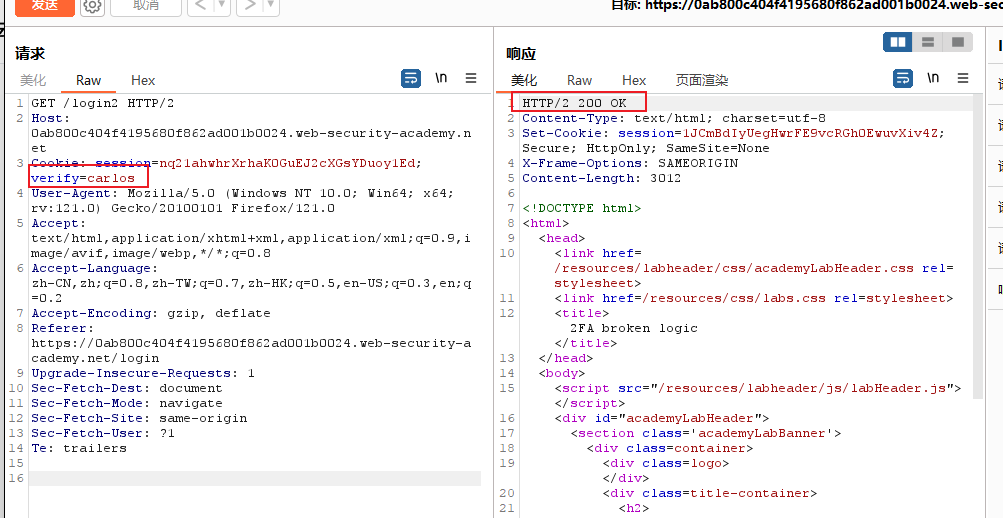 发送
取消
<
>
目标: https://0ab800c404f4195680f862ad001b0024.web-sec
请求
美化 Raw Hex
\n
1 GET /login2 HTTP/2
2 Host:
0ab800c404f4195680f862ad001b0024.web-security-academy.n
et
3 Cookie: session=nq21ahwhrXrhaK0GuEJ2cXGsYDuoy1Ed;
verify=carlos
4 User-Agent: Mozilla/5.0 (Windows NT 10.0; Win64; x64;
rv:121.0) Gecko/20100101 Firefox/121.0
5 Accept:
text/html,application/xhtml+xml,application/xml;q=0.9,i
mage/avif,image/webp,*/*;q=0.8
6 Accept-Language:
zh-CN,zh;q=0.8,zh-TW;q=0.7,zh-HK;q=0.5,en-US;q=0.3,en;q
=0.2
7 Accept-Encoding: gzip, deflate
8 Referer:
https://0ab800c404f4195680f862ad001b0024.web-security-a
cademy.net/login
9 Upgrade-Insecure-Requests: 1
10 Sec-Fetch-Dest: document
11 Sec-Fetch-Mode: navigate
12 Sec-Fetch-Site: same-origin
13 Sec-Fetch-User: ?1
14 Te: trailers
15
16
响应
美化 Raw Hex 页面渲染
\n
1 HTTP/2 200 OK
2 Content-Type: text/html; charset=utf-8
3 Set-Cookie: session=1JCmBdIyUegHwrFE9vcRGhOEwuvXiv4Z;
Secure; HttpOnly; SameSite=None
4 X-Frame-Options: SAMEORIGIN
5 Content-Length: 3012
6
7 <!DOCTYPE html>
8 <html>
9 <head>
10 <link href=
/resources/labheader/css/academyLabHeader.css rel=
stylesheet>
11 <link href=/resources/css/labs.css rel=stylesheet>
12 <title>
2FA broken logic
</title>
13 </head>
14 <body>
15 <script src="/resources/labheader/js/labHeader.js">
</script>
16 <div id="academyLabHeader">
17 <section class='academyLabBanner'>
18 <div class=container>
19 <div class=logo>
</div>
20 <div class=title-container>
21 <h2>